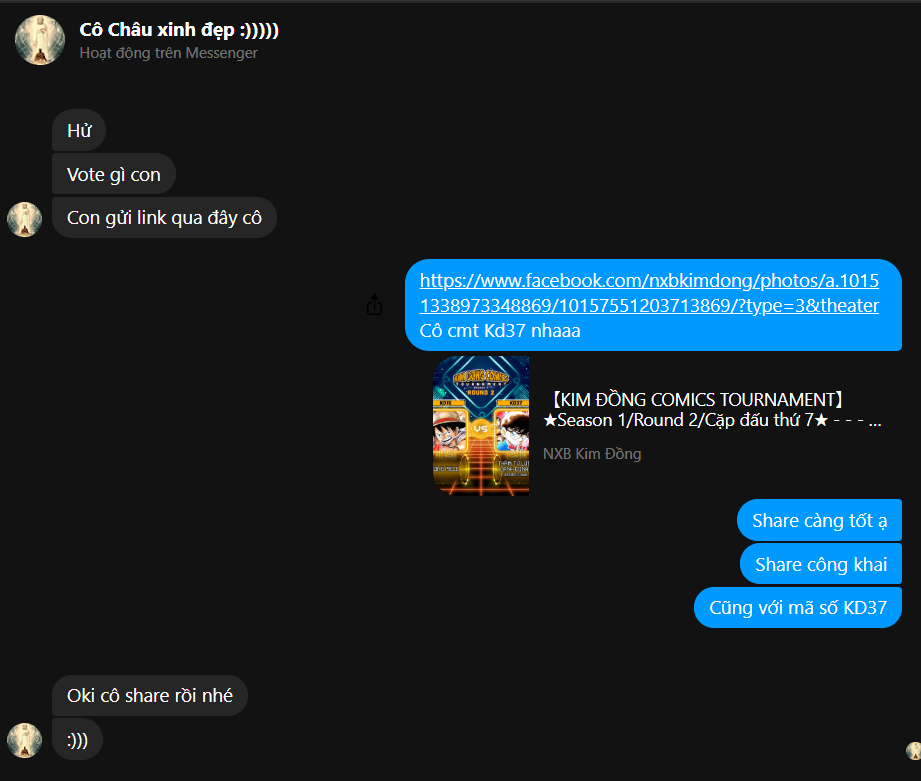 Cô Châu xinh đẹp :)))))
Hoạt động trên Messenger
Hử
Vote gì con
Con gửi link qua đây cô
https://www.facebook.com/nxbkimdong/photos/a.1015
1338973348869/10157551203713869/?type=3&theater
Cô cmt Kd37 nhaaa
KIM ĐỒNG COMICS
TOURNAMENT
ROUND 2
KD37
VS
【KIM ĐỒNG COMICS TOURNAMENT】
★Season 1/Round 2/Cặp đấu thứ 7★ - - - ...
NXB Kim Đồng
Share càng tốt ạ
Share công khai
Cũng với mã số KD37
Oki cô share rồi nhé
:)))